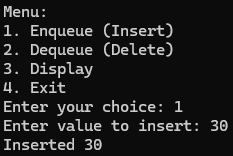 Menu:
1. Enqueue (Insert)
2. Dequeue (Delete)
3. Display
4. Exit
Enter your choice: 1
Enter value to insert: 30
Inserted 30